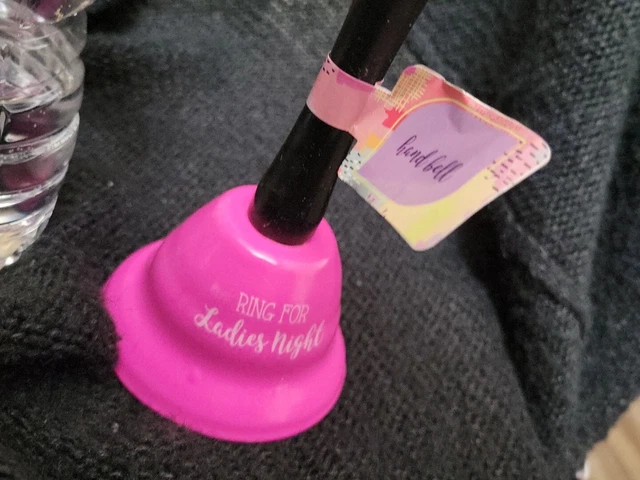 RING FOR
Ladies Night
hand bell